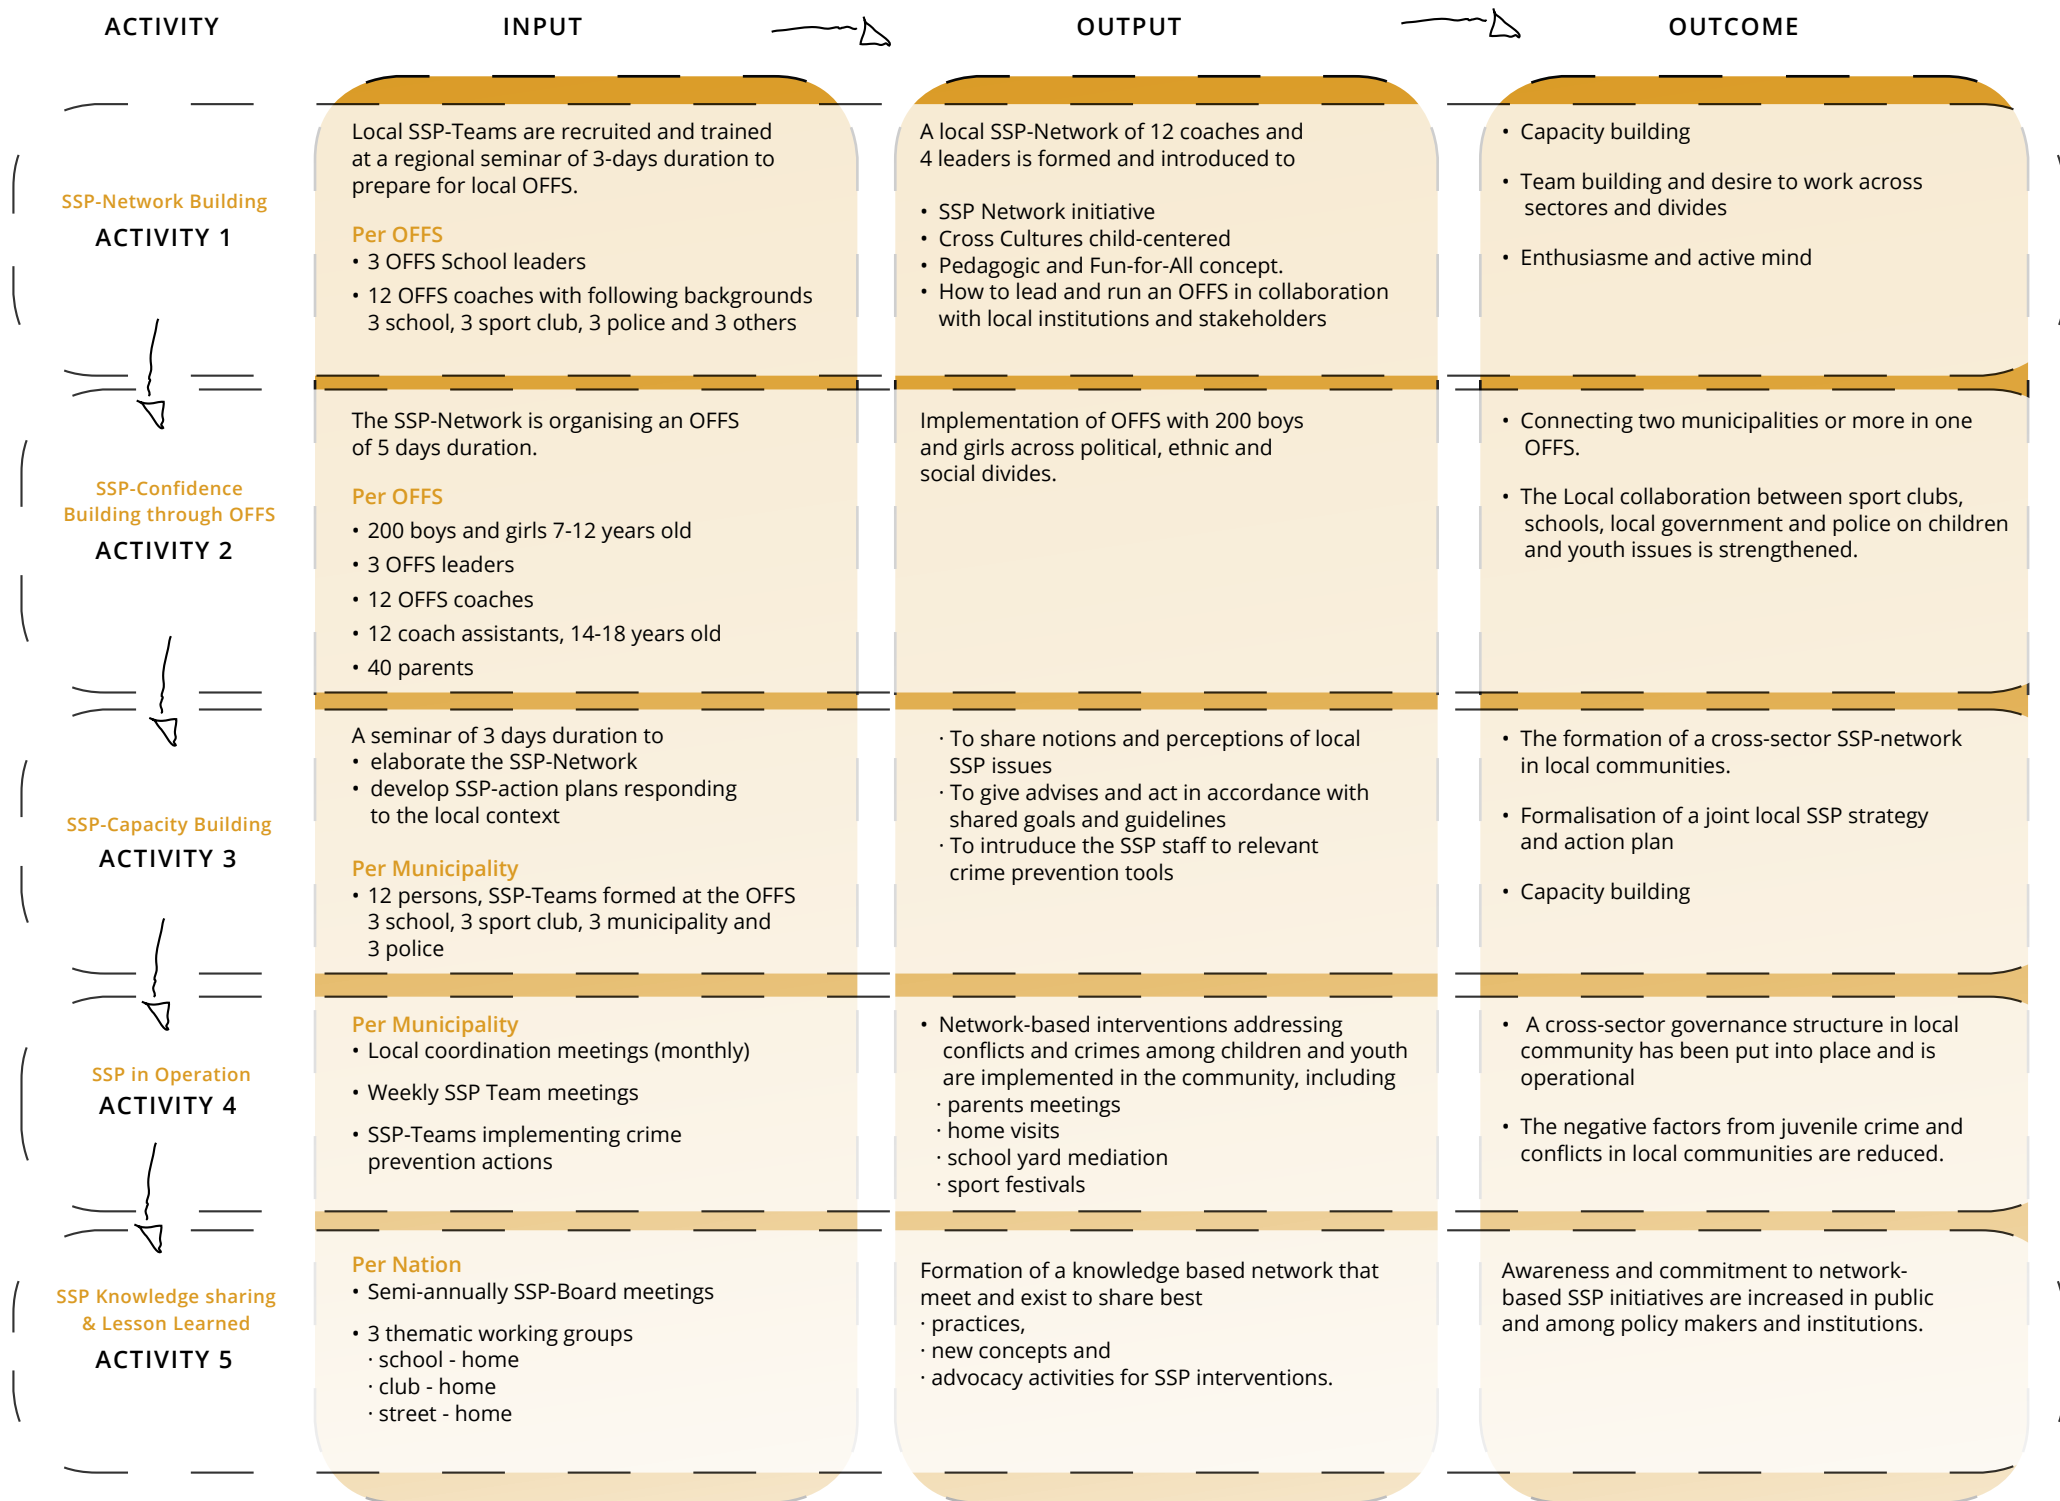 ACTIVITY
INPUT
OUTPUT
OUTCOME
SSP-Network Building
ACTIVITY 1
Local SSP-Teams are recruited and trained
at a regional seminar of 3-days duration to
prepare for local OFFS.
Per OFFS
• 3 OFFS School leaders
• 12 OFFS coaches with following backgrounds
3 school, 3 sport club, 3 police and 3 others
A local SSP-Network of 12 coaches and
4 leaders is formed and introduced to
• SSP Network initiative
• Cross Cultures child-centered
• Pedagogic and Fun-for-All concept.
• How to lead and run an OFFS in collaboration
with local institutions and stakeholders
• Capacity building
• Team building and desire to work across
sectores and divides
• Enthusiasme and active mind
SSP-Confidence
Building through OFFS
ACTIVITY 2
The SSP-Network is organising an OFFS
of 5 days duration.
Per OFFS
• 200 boys and girls 7-12 years old
• 3 OFFS leaders
• 12 OFFS coaches
• 12 coach assistants, 14-18 years old
• 40 parents
Implementation of OFFS with 200 boys
and girls across political, ethnic and
social divides.
• Connecting two municipalities or more in one
OFFS.
• The Local collaboration between sport clubs,
schools, local government and police on children
and youth issues is strengthened.
SSP-Capacity Building
ACTIVITY 3
A seminar of 3 days duration to
• elaborate the SSP-Network
• develop SSP-action plans responding
to the local context
Per Municipality
• 12 persons, SSP-Teams formed at the OFFS
3 school, 3 sport club, 3 municipality and
3 police
· To share notions and perceptions of local
SSP issues
· To give advises and act in accordance with
shared goals and guidelines
· To intruduce the SSP staff to relevant
crime prevention tools
• The formation of a cross-sector SSP-network
in local communities.
• Formalisation of a joint local SSP strategy
and action plan
• Capacity building
SSP in Operation
ACTIVITY 4
Per Municipality
• Local coordination meetings (monthly)
• Weekly SSP Team meetings
• SSP-Teams implementing crime
prevention actions
• Network-based interventions addressing
conflicts and crimes among children and youth
are implemented in the community, including
· parents meetings
· home visits
· school yard mediation
· sport festivals
• A cross-sector governance structure in local
community has been put into place and is
operational
• The negative factors from juvenile crime and
conflicts in local communities are reduced.
SSP Knowledge sharing
& Lesson Learned
ACTIVITY 5
Per Nation
• Semi-annually SSP-Board meetings
• 3 thematic working groups
· school - home
· club - home
· street - home
Formation of a knowledge based network that
meet and exist to share best
· practices,
· new concepts and
· advocacy activities for SSP interventions.
Awareness and commitment to network-
based SSP initiatives are increased in public
and among policy makers and institutions.